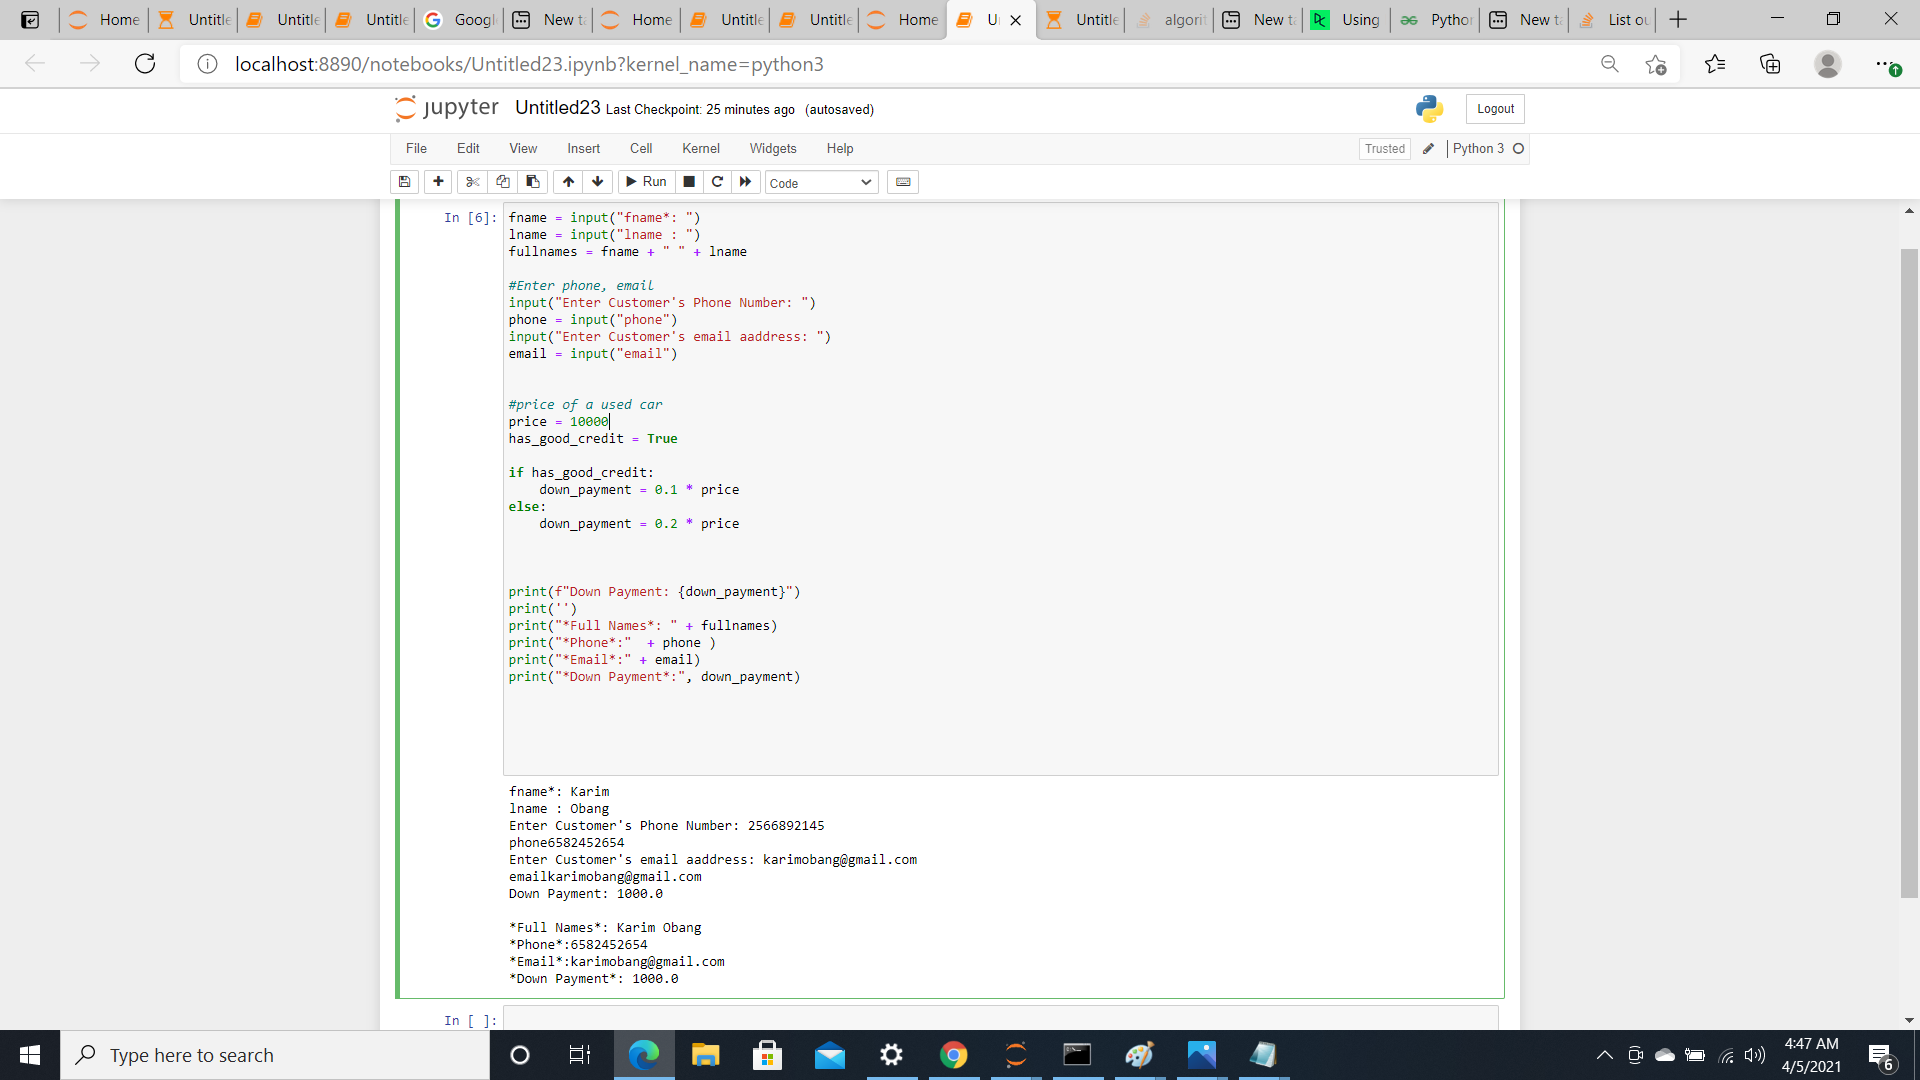 Home
Untitle
Untitle
Untitle
Googl
New ta
Home
Untitle
Untitle
Home
U
Untitle
algorit
New ta
Using
Pythor
New ta
List ou
localhost:8890/notebooks/Untitled23.ipynb?kernel_name=python3
jupyter Untitled23 Last Checkpoint: 25 minutes ago (autosaved)
Logout
File Edit View Insert Cell Kernel Widgets Help
Trusted Python 3
Run Code
In [6]:
fname = input("fname*: ")
lname = input("lname : ")
fullnames = fname + " " + lname
#Enter phone, email
input("Enter Customer's Phone Number: ")
phone = input("phone")
input("Enter Customer's email aaddress: ")
email = input("email")
#price of a used car
price = 10000
has_good_credit = True
if has_good_credit:
    down_payment = 0.1 * price
else:
    down_payment = 0.2 * price
print(f"Down Payment: {down_payment}")
print('')
print("*Full Names*: " + fullnames)
print("*Phone*:"  + phone )
print("*Email*:" + email)
print("*Down Payment*:", down_payment)
fname*: Karim
lname : Obang
Enter Customer's Phone Number: 2566892145
phone6582452654
Enter Customer's email aaddress: karimobang@gmail.com
emailkarimobang@gmail.com
Down Payment: 1000.0
*Full Names*: Karim Obang
*Phone*:6582452654
*Email*:karimobang@gmail.com
*Down Payment*: 1000.0
In [ ]:
Type here to search
4:47 AM
4/5/2021
6